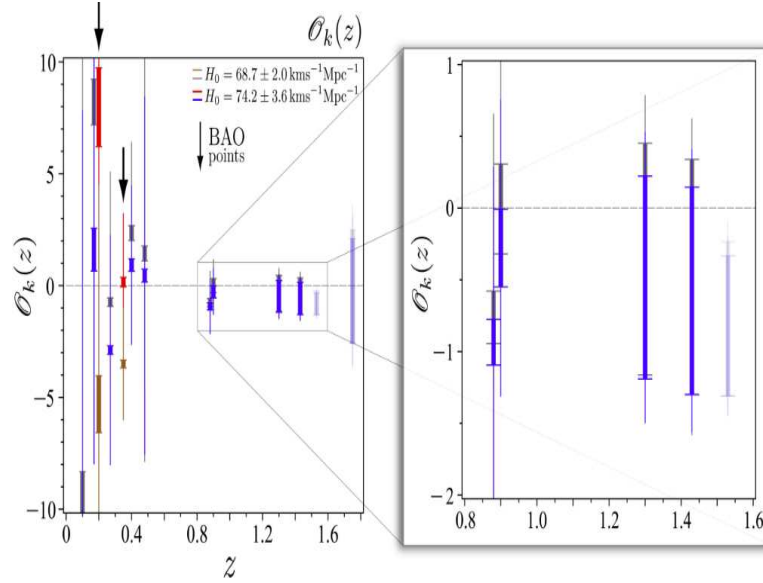 𝒪k(z)
H0 = 68.7 ± 2.0 kms−1Mpc−1
H0 = 74.2 ± 3.6 kms−1Mpc−1
BAO
points
𝒪k(z)
10
5
0
−5
−10
0
0.4
0.8
1.2
1.6
z
𝒪k(z)
1
0
−1
−2
0.8
1.0
1.2
1.4
1.6